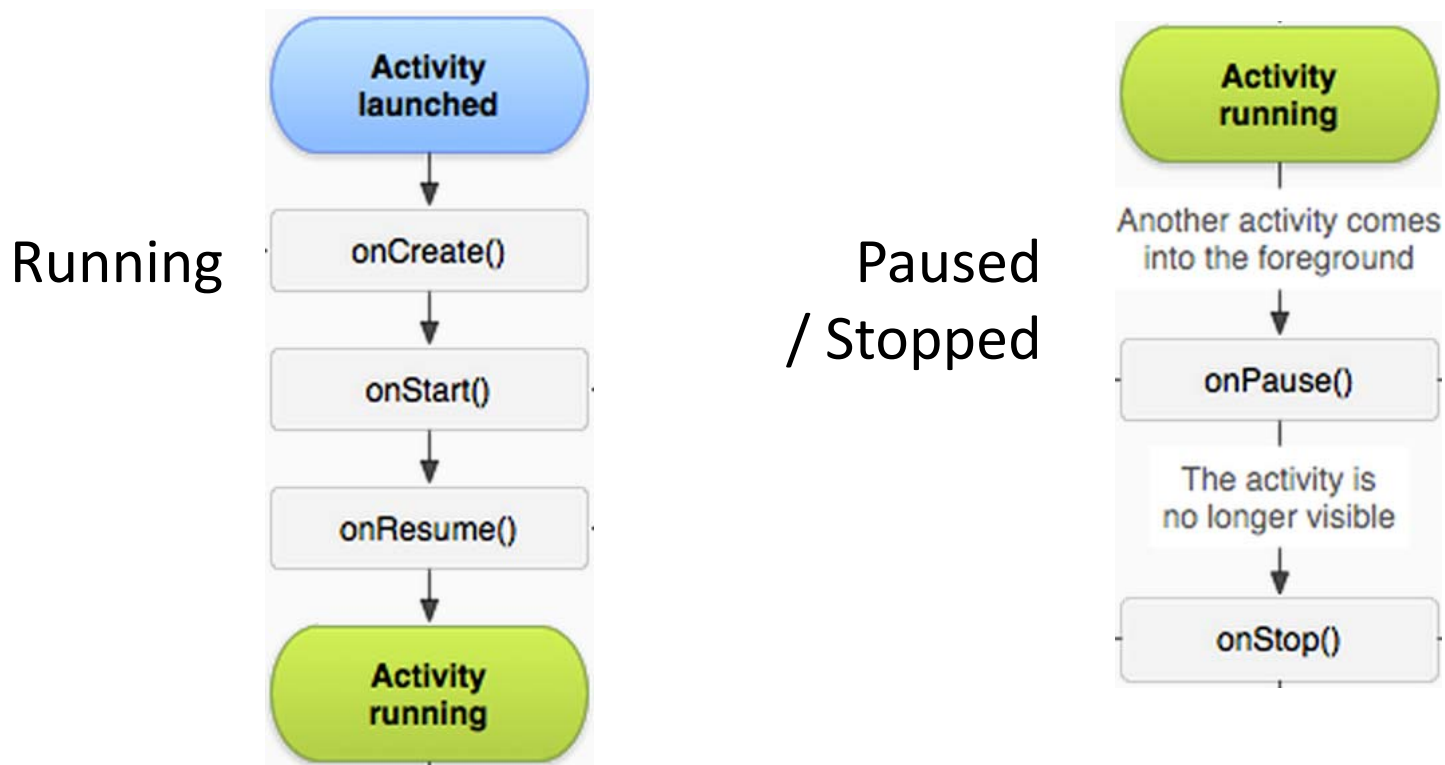 Running
Activity
launched
onCreate()
onStart()
onResume()
Activity
running
Paused
/ Stopped
Activity
running
Another activity comes
into the foreground
onPause()
The activity is
no longer visible
onStop()